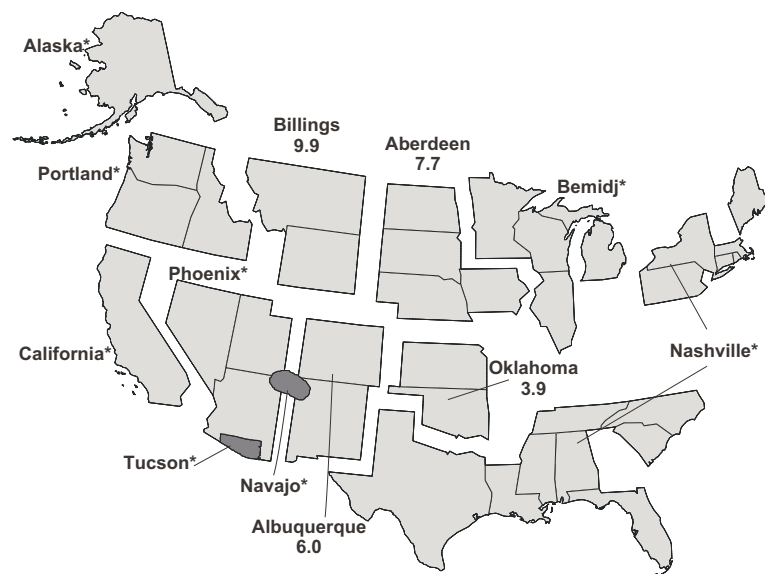 Alaska*
Billings
9.9
Aberdeen
7.7
Portland*
Bemidj*
Phoenix*
California*
Nashville*
Oklahoma
3.9
Tucson*
Navajo*
Albuquerque
6.0